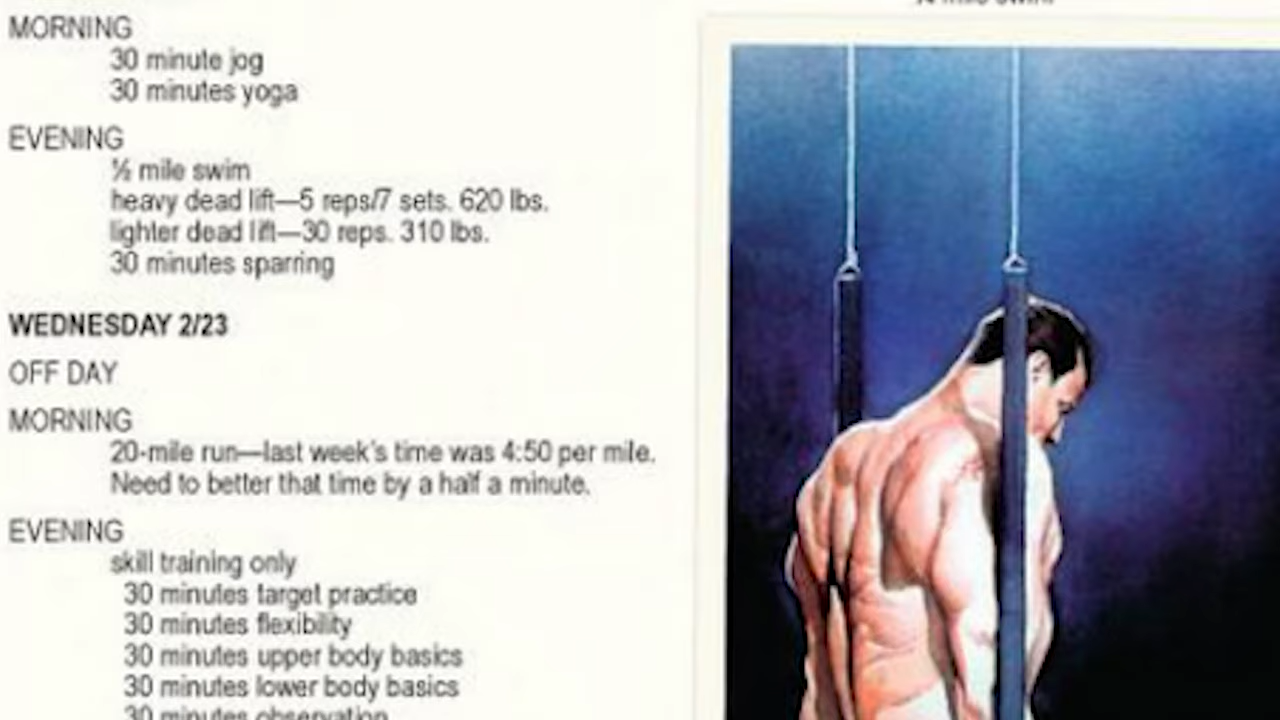 MORNING
30 minute jog
30 minutes yoga
EVENING
½ mile swim
heavy dead lift—5 reps/7 sets. 620 lbs.
lighter dead lift—30 reps. 310 lbs.
30 minutes sparring
WEDNESDAY 2/23
OFF DAY
MORNING
20-mile run—last week's time was 4:50 per mile.
Need to better that time by a half a minute.
EVENING
skill training only
30 minutes target practice
30 minutes flexibility
30 minutes upper body basics
30 minutes lower body basics
30 minutes observation